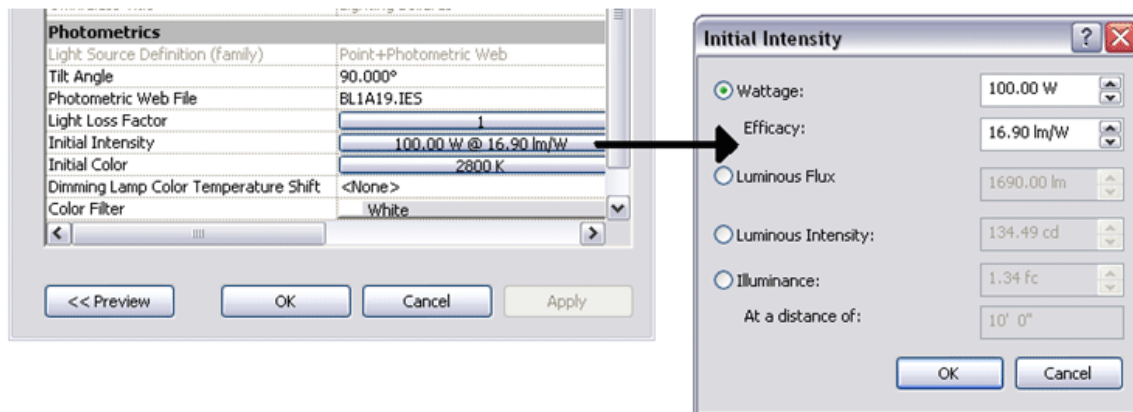 Photometrics
Light Source Definition (family) Point+Photometric Web
Tilt Angle 90.000°
Photometric Web File BL1A19.IES
Light Loss Factor 1
Initial Intensity 100.00 W @ 16.90 lm/W
Initial Color 2800 K
Dimming Lamp Color Temperature Shift <None>
Color Filter White
<< Preview OK Cancel Apply
Initial Intensity
Wattage: 100.00 W
Efficacy: 16.90 lm/W
Luminous Flux 1690.00 lm
Luminous Intensity: 134.49 cd
Illuminance: 1.34 fc
At a distance of: 10' 0"
OK Cancel